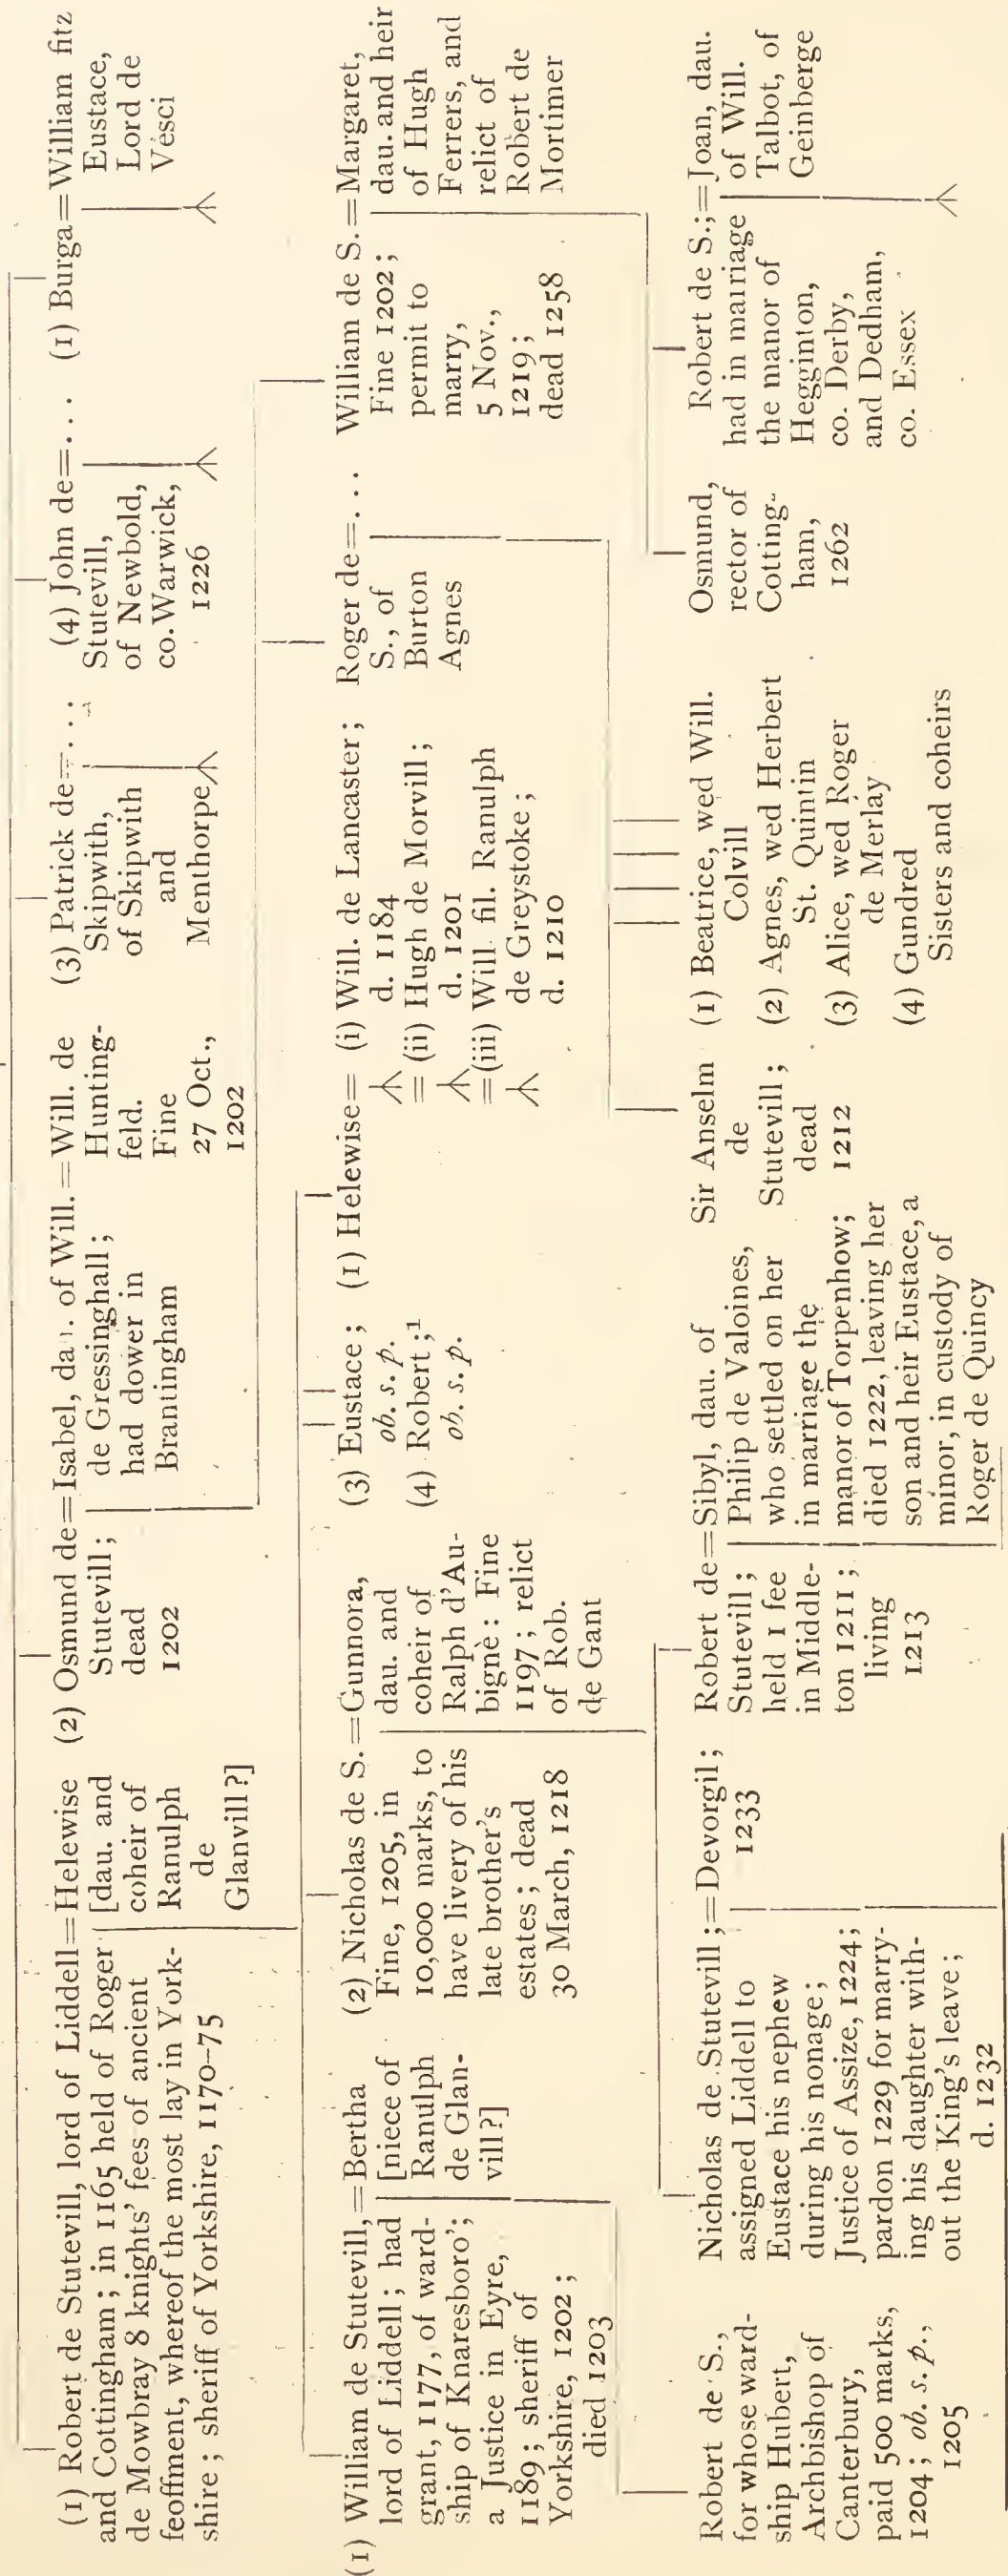 (1) Robert de Stutevill, lord of Liddell=Helewise
and Cottingham; in 1165 held of Roger [dau. and
de Mowbray 8 knights' fees of ancient coheir of
feoffment, whereof the most lay in York- Ranulph
shire; sheriff of Yorkshire, 1170–75 de
Glanvill?]
(2) Osmund de=Isabel, dau. of Will.=Will. de
Stutevill; de Gressinghall; Hunting-
dead had dower in feld.
1202 Brantingham Fine
27 Oct.,
1202
(3) Patrick de=...
Skipwith,
of Skipwith
and
Menthorpe
(4) John de=...
Stutevill,
of Newbold,
co. Warwick,
1226
(1) Burga=William fitz
Eustace,
Lord de
Vesci
(1) William de Stutevill,=Bertha
lord of Liddell; had [niece of
grant, 1177, of ward- Ranulph
ship of Knaresboro'; de Glan-
a Justice in Eyre, vill?]
1189; sheriff of
Yorkshire, 1202;
died 1203
(2) Nicholas de S.=Gunnora,
Fine, 1205, in dau. and
10,000 marks, to coheir of
have livery of his Ralph d'Au-
late brother's bignè: Fine
estates; dead 1197; relict
30 March, 1218 of Rob.
de Gant
(3) Eustace;
ob. s. p.
(4) Robert;¹
ob. s. p.
(1) Helewise= (i) Will. de Lancaster;
d. 1184
= (ii) Hugh de Morvill;
d. 1201
=(iii) Will. fil. Ranulph
de Greystoke;
d. 1210
Roger de=...
S., of
Burton
Agnes
William de S.=Margaret,
Fine 1202; dau. and heir
permit to of Hugh
marry, Ferrers, and
5 Nov., relict of
1219; Robert de
dead 1258 Mortimer
Robert de S.,
for whose ward-
ship Hubert,
Archbishop of
Canterbury,
paid 500 marks,
1204; ob. s. p.,
1205
Nicholas de Stutevill;=Devorgil;
assigned Liddell to 1233
Eustace his nephew
during his nonage;
Justice of Assize, 1224;
pardon 1229 for marry-
ing his daughter with-
out the King's leave;
d. 1232
Robert de=Sibyl, dau. of
Stutevill; Philip de Valoines,
held 1 fee who settled on her
in Middle- in marriage the
ton 1211; manor of Torpenhow;
living died 1222, leaving her
1213 son and heir Eustace, a
minor, in custody of
Roger de Quincy
Sir Anselm
de
Stutevill;
dead
1212
(1) Beatrice, wed Will.
Colvill
(2) Agnes, wed Herbert
St. Quintin
(3) Alice, wed Roger
de Merlay
(4) Gundred
Sisters and coheirs
Osmund,
rector of
Cotting-
ham,
1262
Robert de S.;=Joan, dau.
had in marriage of Will.
the manor of Talbot, of
Hegginton, Geinberge
co. Derby,
and Dedham,
co. Essex